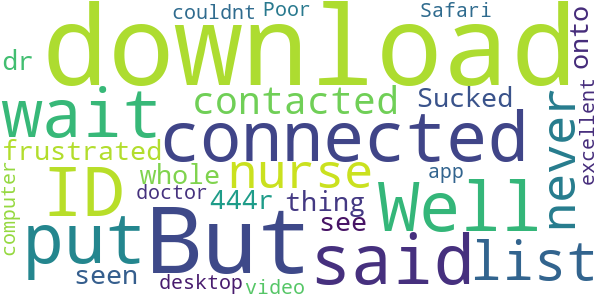 couldnt Poor Safari
download
dr
wait contacted Sucked onto
connected never excellent
frustrated nurse app
computer ID whole
doctor 444r thing Well
put But see
seen said list
desktop
video